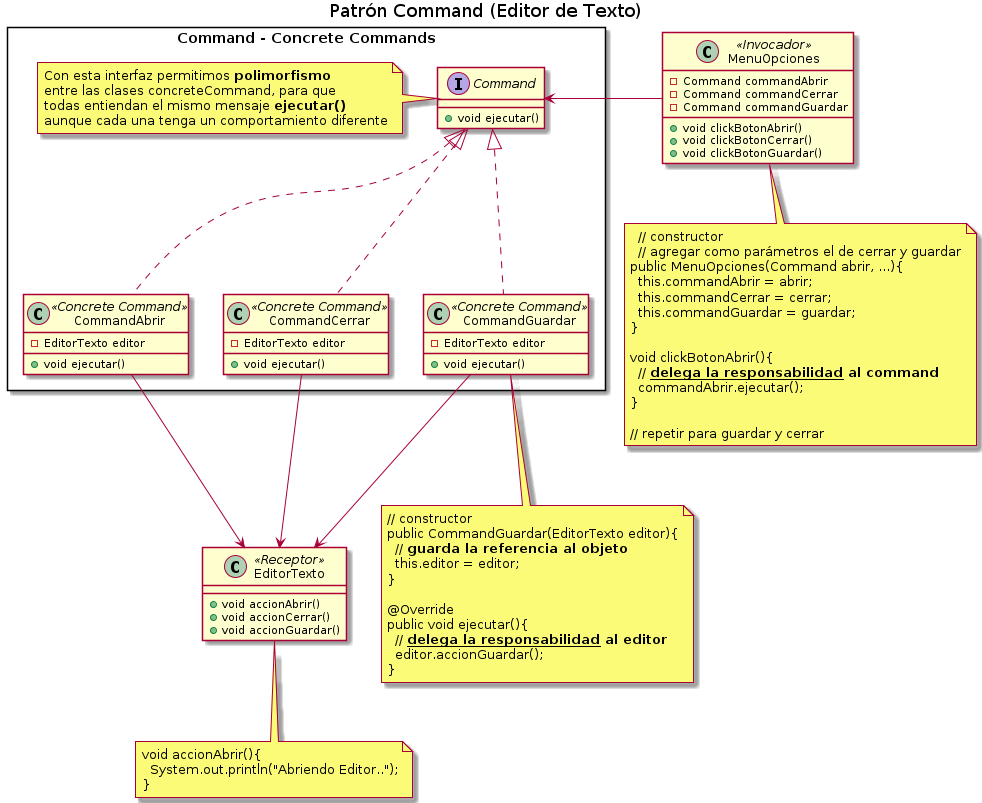 Patrón Command (Editor de Texto)
Command - Concrete Commands
Con esta interfaz permitimos polimorfismo
entre las clases concreteCommand, para que
todas entiendan el mismo mensaje ejecutar()
aunque cada una tenga un comportamiento diferente
I Command
void ejecutar()
C «Invocador»
MenuOpciones
Command commandAbrir
Command commandCerrar
Command commandGuardar
void clickBotonAbrir()
void clickBotonCerrar()
void clickBotonGuardar()
// constructor
// agregar como parámetros el de cerrar y guardar
public MenuOpciones(Command abrir, ...){
this.commandAbrir = abrir;
this.commandCerrar = cerrar;
this.commandGuardar = guardar;
}
void clickBotonAbrir(){
// delega la responsabilidad al command
commandAbrir.ejecutar();
}
// repetir para guardar y cerrar
C «Concrete Command»
CommandAbrir
EditorTexto editor
void ejecutar()
C «Concrete Command»
CommandCerrar
EditorTexto editor
void ejecutar()
C «Concrete Command»
CommandGuardar
EditorTexto editor
void ejecutar()
// constructor
public CommandGuardar(EditorTexto editor){
// guarda la referencia al objeto
this.editor = editor;
}
@Override
public void ejecutar(){
// delega la responsabilidad al editor
editor.accionGuardar();
}
C «Receptor»
EditorTexto
void accionAbrir()
void accionCerrar()
void accionGuardar()
void accionAbrir(){
System.out.println("Abriendo Editor..");
}